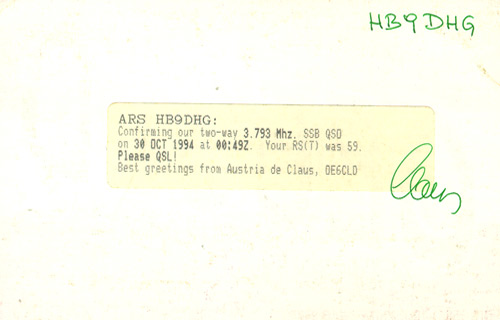 HB9DHG
ARS HB9DHG:
Confirming our two-way 3.793 Mhz. SSB QSO
on 30 OCT 1994 at 00:49Z. Your RS(T) was 59.
Please QSL!
Best greetings from Austria de Claus, OE6CLD
Claus